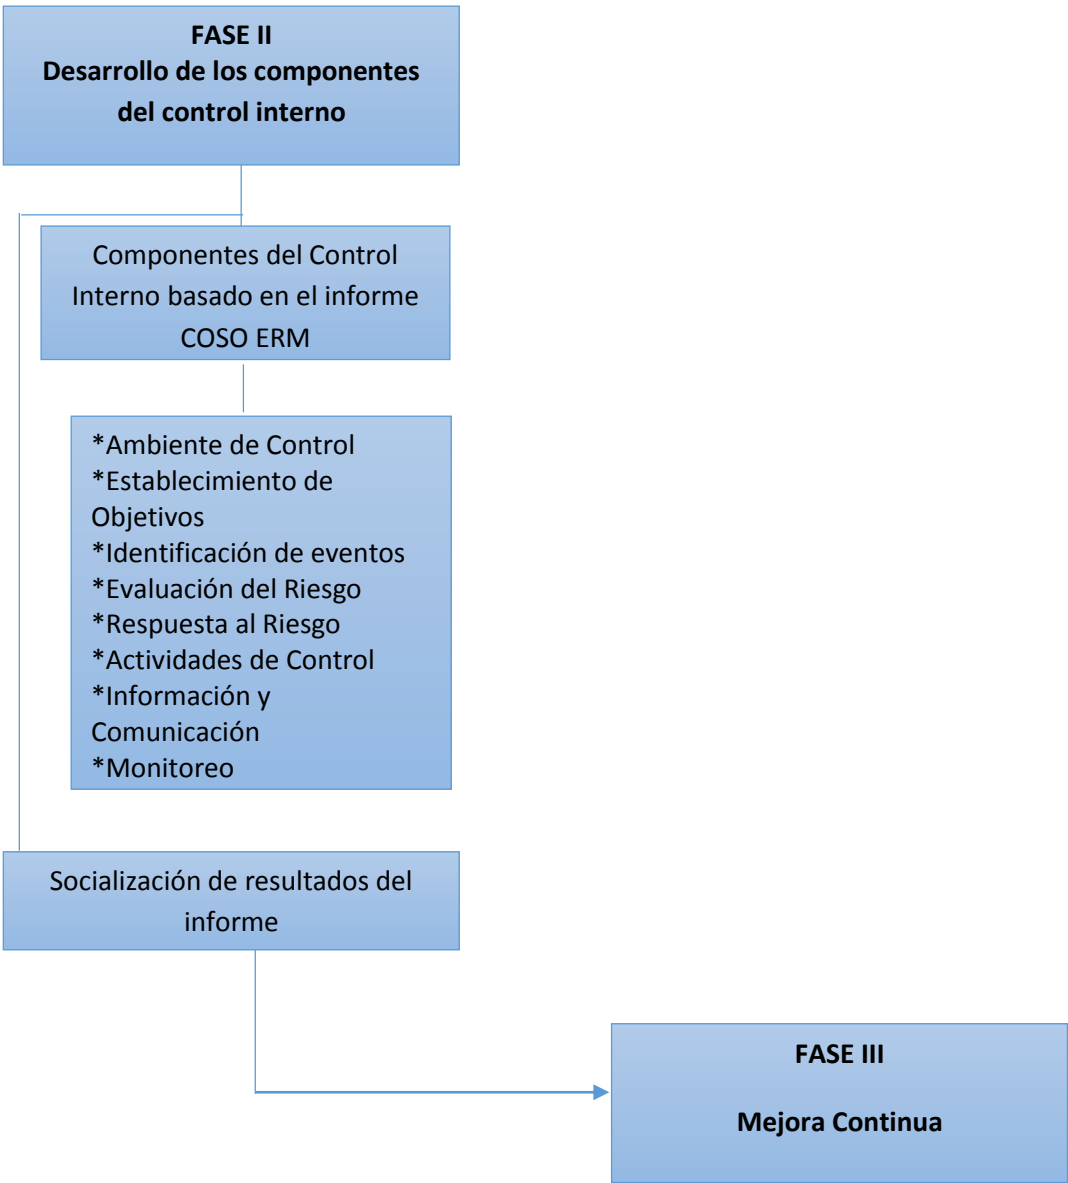 FASE II
Desarrollo de los componentes
del control interno
Componentes del Control
Interno basado en el informe
COSO ERM
*Ambiente de Control
*Establecimiento de
Objetivos
*Identificación de eventos
*Evaluación del Riesgo
*Respuesta al Riesgo
*Actividades de Control
*Información y
Comunicación
*Monitoreo
Socialización de resultados del
informe
FASE III
Mejora Continua